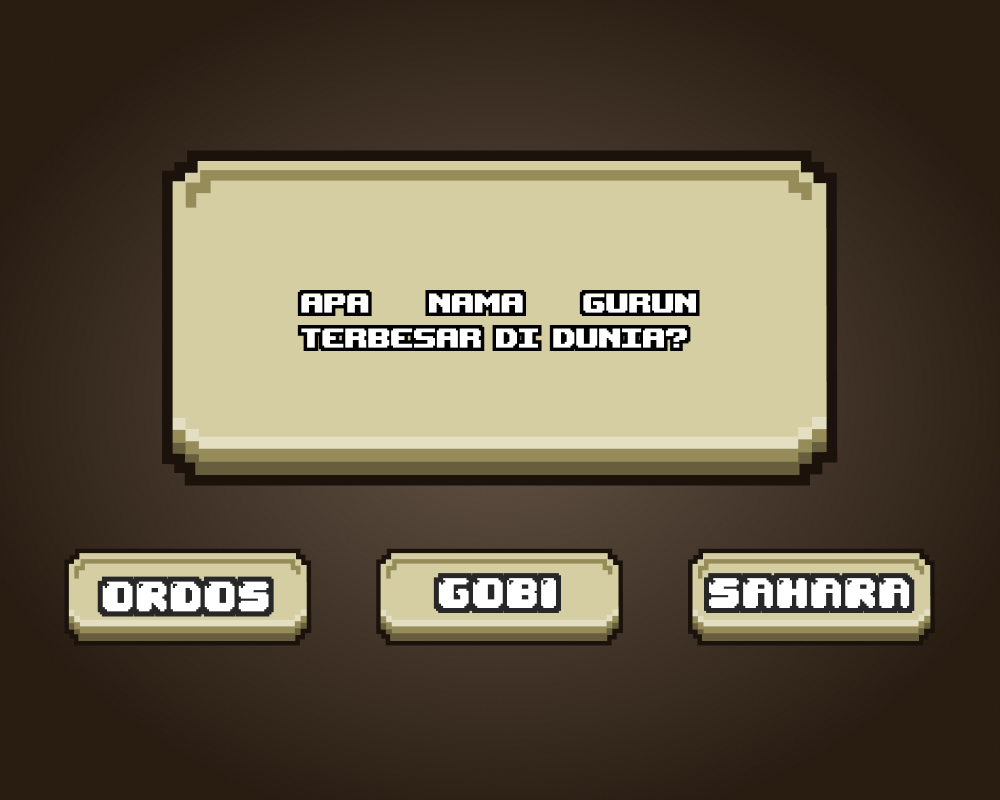 APA NAMA GURUN
TERBESAR DI DUNIA?
ORDOS
GOBI
SAHARA